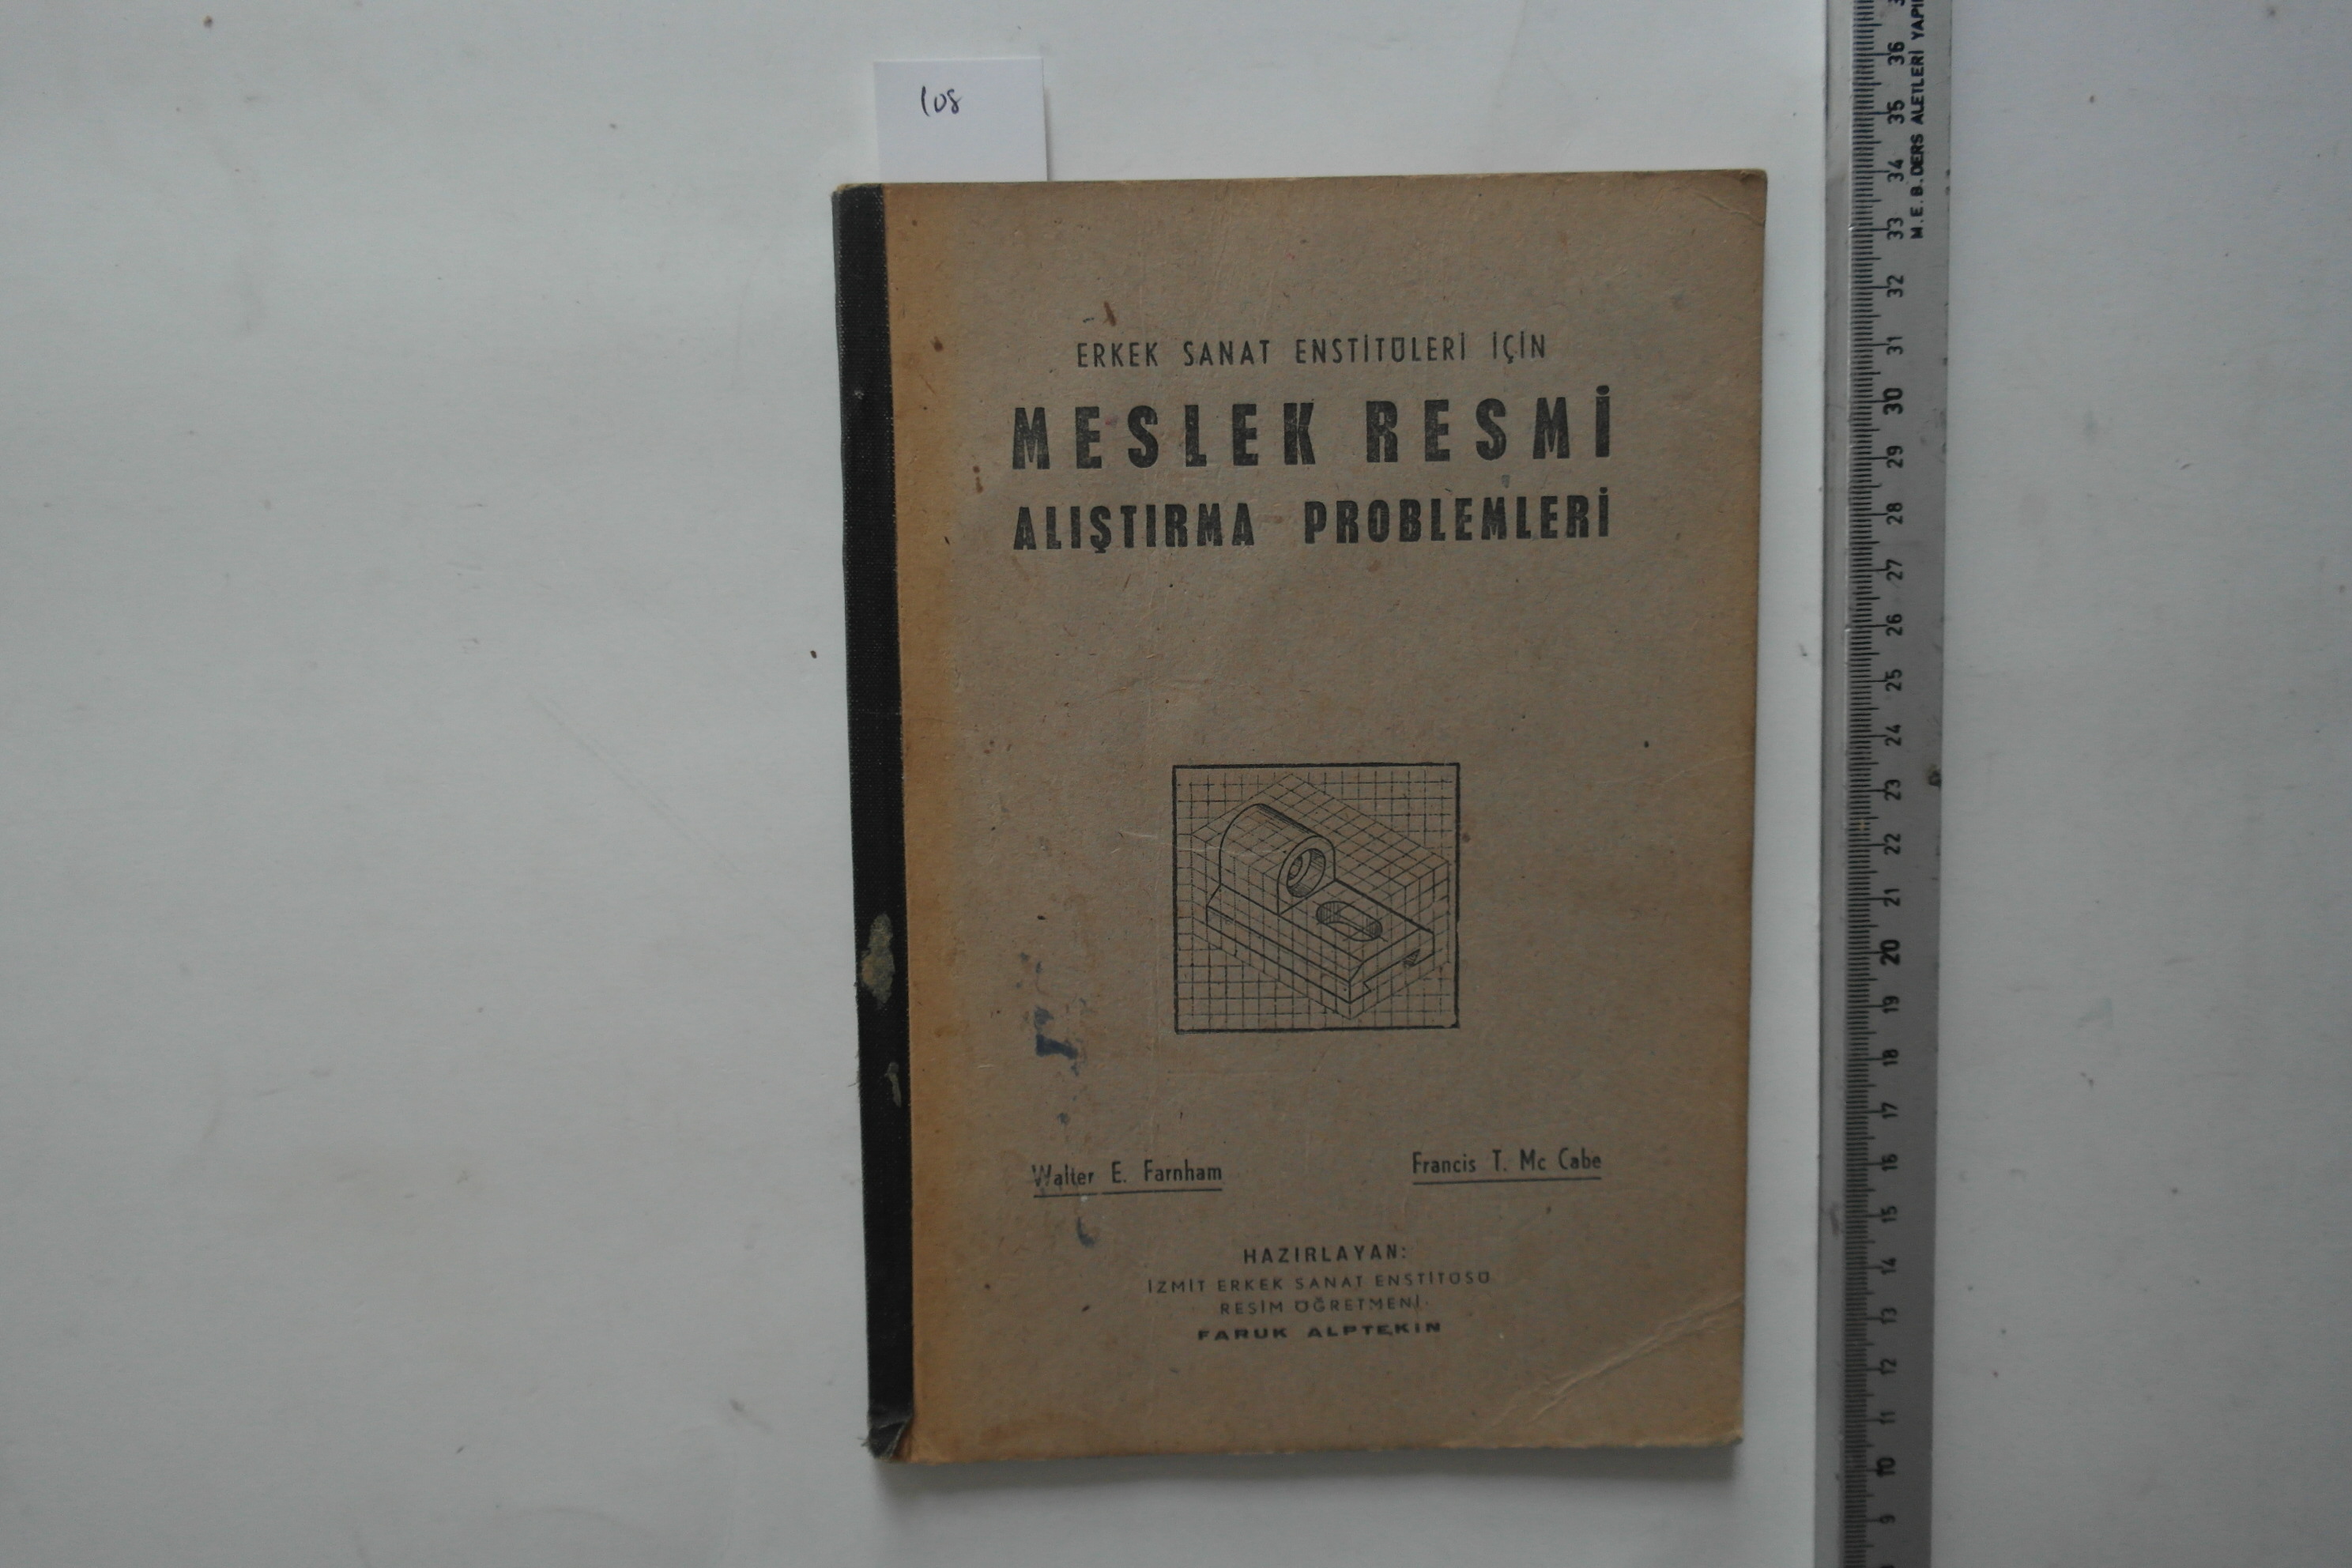 108
ERKEK SANAT ENSTİTÜLERİ İÇİN
MESLEK RESMİ
ALIŞTIRMA PROBLEMLERİ
Walter E. Farnham
Francis T. Mc Cabe
HAZIRLAYAN:
İZMİT ERKEK SANAT ENSTİTÜSÜ
RESİM ÖĞRETMENİ
FARUK ALPTEKİN
M.E.B. DERS ALETLERİ YAPI
36
35
34
33
32
31
30
29
28
27
26
25
24
23
22
21
20
19
18
17
16
15
14
13
12
11
10
9